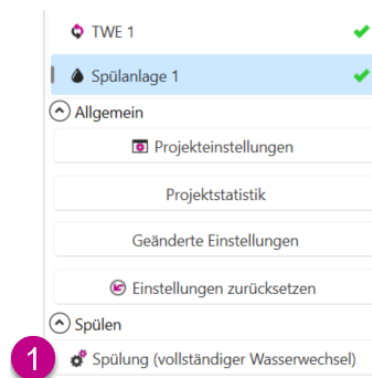 TWE 1
Spülanlage 1
Allgemein
Projekteinstellungen
Projektstatistik
Geänderte Einstellungen
Einstellungen zurücksetzen
Spülen
1 Spülung (vollständiger Wasserwechsel)